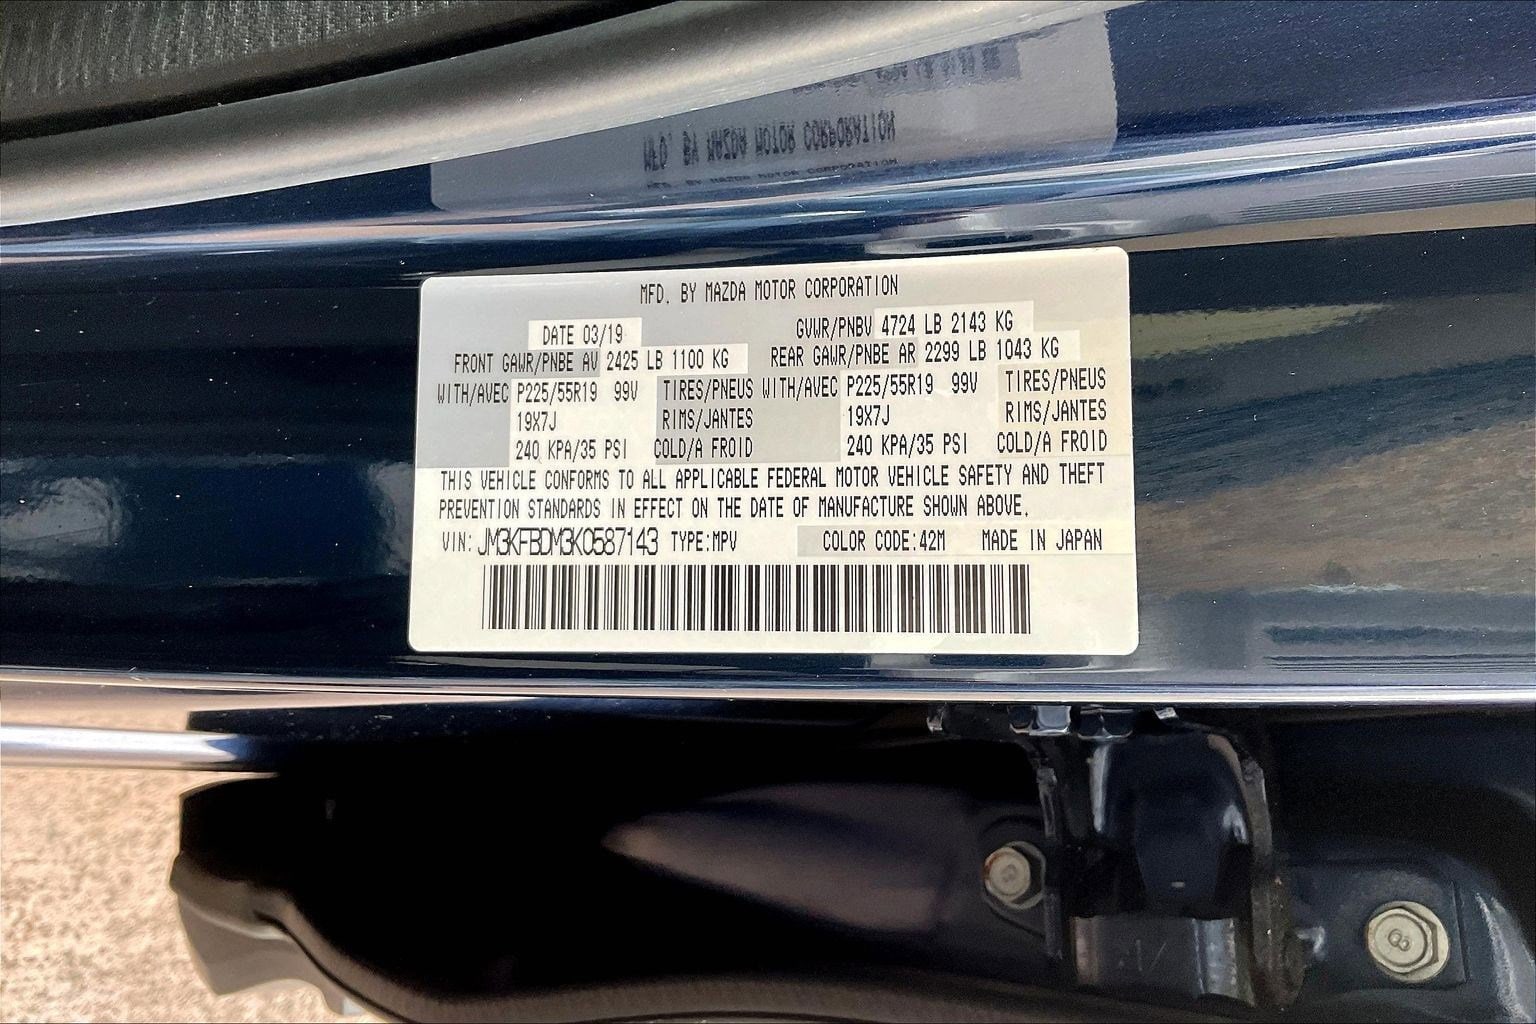 MFD. BY MAZDA MOTOR CORPORATION
DATE 03/19 GVWR/PNBV 4724 LB 2143 KG
FRONT GAWR/PNBE AV 2425 LB 1100 KG REAR GAWR/PNBE AR 2299 LB 1043 KG
WITH/AVEC P225/55R19 99V TIRES/PNEUS WITH/AVEC P225/55R19 99V TIRES/PNEUS
19X7J RIMS/JANTES 19X7J RIMS/JANTES
240 KPA/35 PSI COLD/A FROID 240 KPA/35 PSI COLD/A FROID
THIS VEHICLE CONFORMS TO ALL APPLICABLE FEDERAL MOTOR VEHICLE SAFETY AND THEFT
PREVENTION STANDARDS IN EFFECT ON THE DATE OF MANUFACTURE SHOWN ABOVE.
VIN: JM3KFBDM3K0587143 TYPE:MPV COLOR CODE:42M MADE IN JAPAN
8